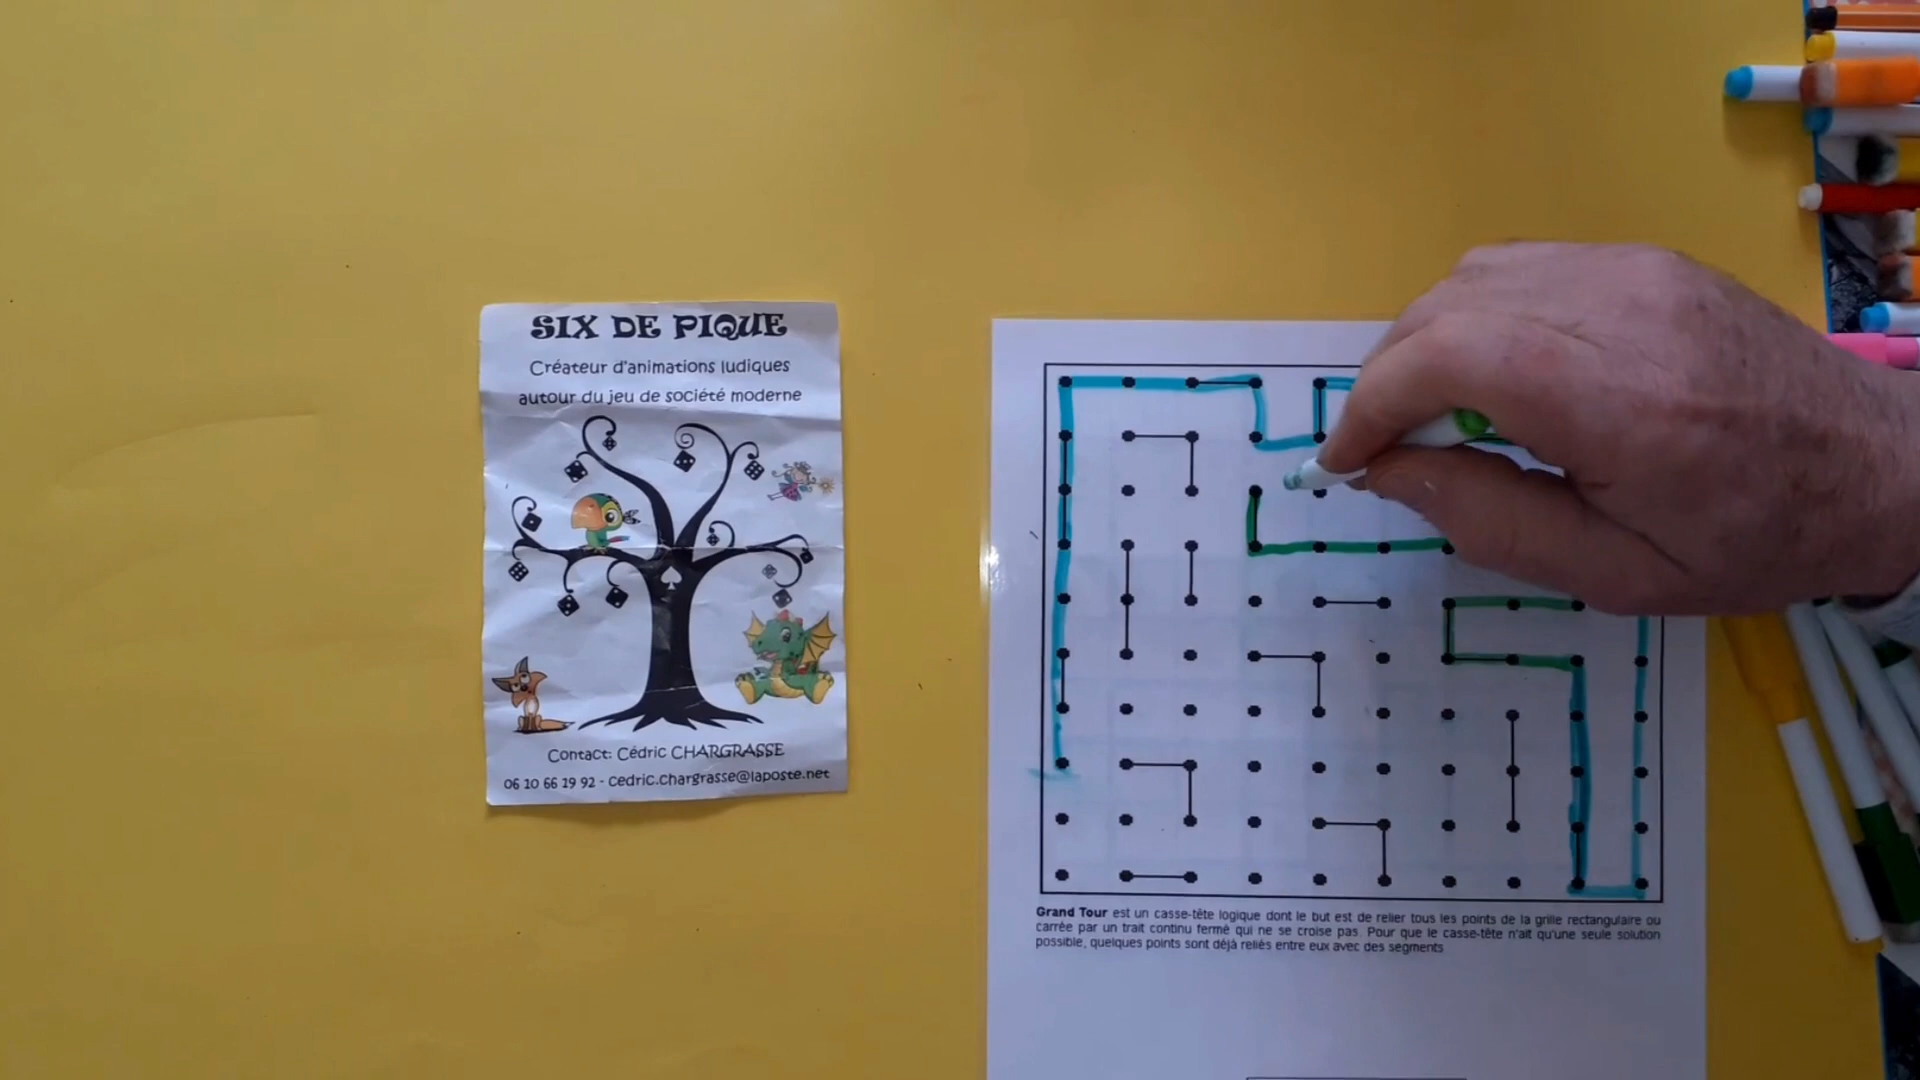 SIX DE PIQUE
Créateur d'animations ludiques
autour du jeu de société moderne
Contact: Cédric CHARGRASSE
06 10 66 19 92 - cedric.chargrasse@laposte.net
Grand Tour est un casse-tête logique dont le but est de relier tous les points de la grille rectangulaire ou
carrée par un trait continu fermé qui ne se croise pas. Pour que le casse-tête n'ait qu'une seule solution
possible, quelques points sont déjà reliés entre eux avec des segments